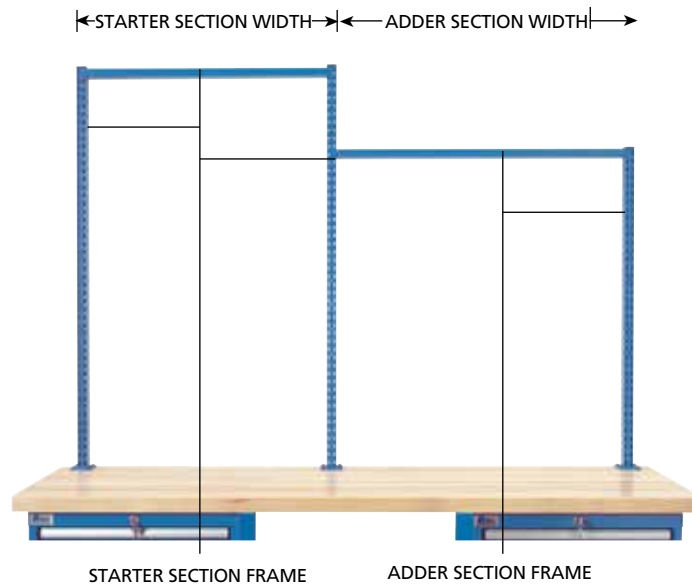 STARTER SECTION WIDTH
ADDER SECTION WIDTH
STARTER SECTION FRAME
ADDER SECTION FRAME